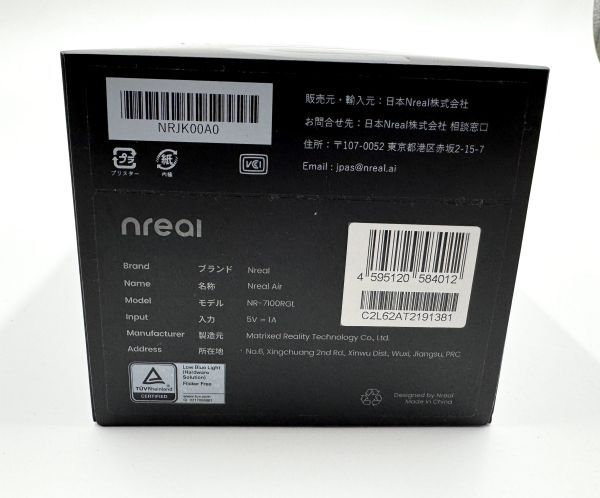 NRJK00A0
販売元・輸入元：日本Nreal株式会社
お問合せ先：日本Nreal株式会社 相談窓口
住所：〒107-0052 東京都港区赤坂2-15-7
Email : jpas@nreal.ai
プラ
ブリスター
紙
内格
VCCI
nreal
Brand ブランド Nreal
Name 名称 Nreal Air
Model モデル NR-7100RGL
Input 入力 5V = 1A
Manufacturer 製造元 Matrixed Reality Technology Co., Ltd.
Address 所在地 No.6, Xingchuang 2nd Rd., Xinwu Dist., Wuxi, Jiangsu, PRC
4 595120 584012
C2L62AT2191381
TÜVRheinland
CERTIFIED
Low Blue Light
(Hardware
Solution)
Flicker Free
www.tuv.com
Designed by Nreal
Made in China